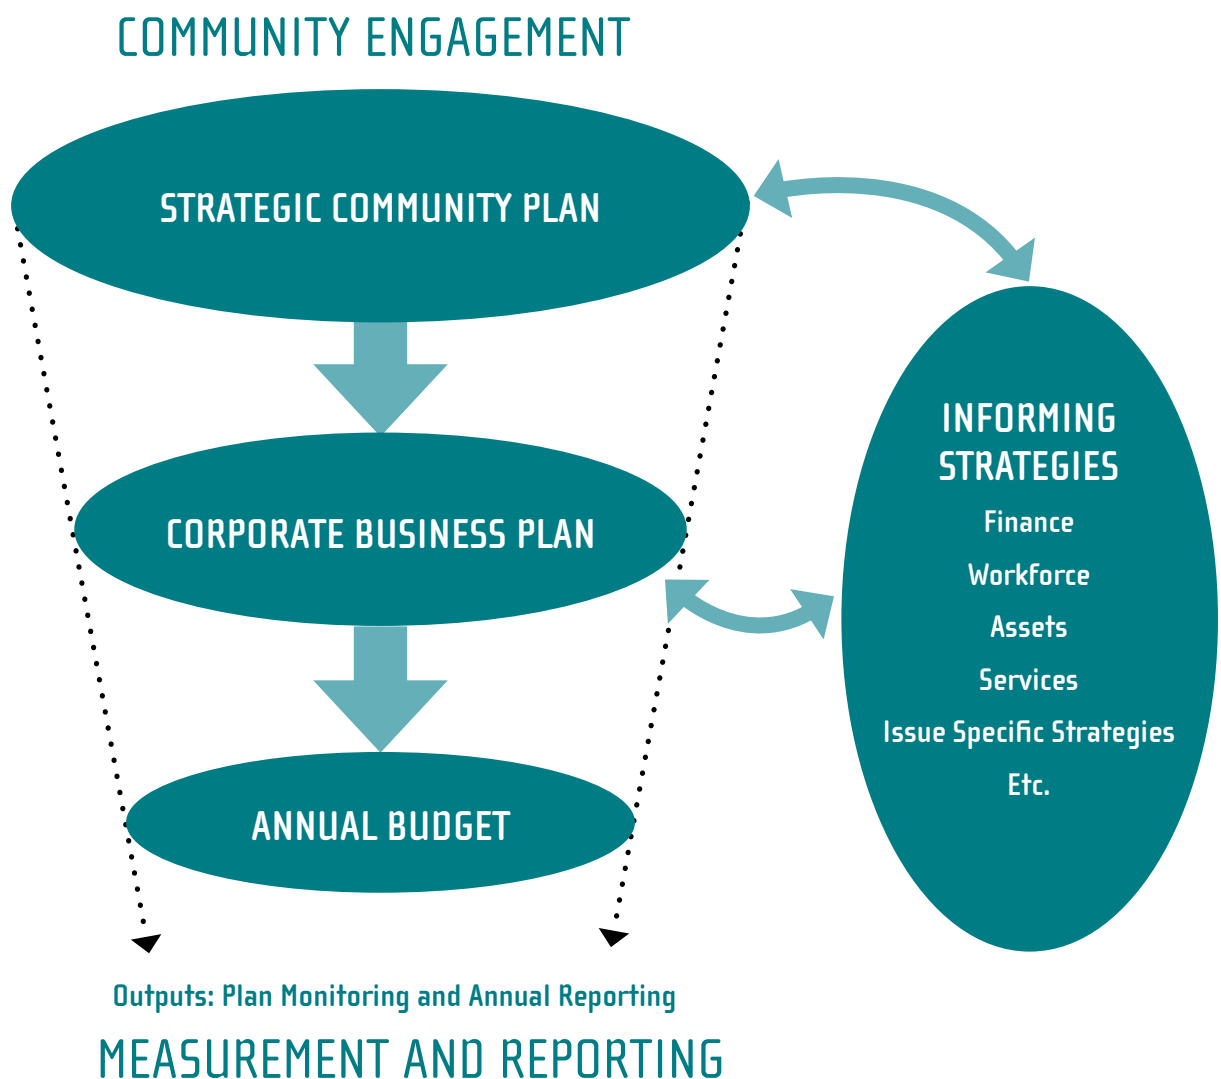 COMMUNITY ENGAGEMENT
STRATEGIC COMMUNITY PLAN
CORPORATE BUSINESS PLAN
ANNUAL BUDGET
INFORMING
STRATEGIES
Finance
Workforce
Assets
Services
Issue Specific Strategies
Etc.
Outputs: Plan Monitoring and Annual Reporting
MEASUREMENT AND REPORTING